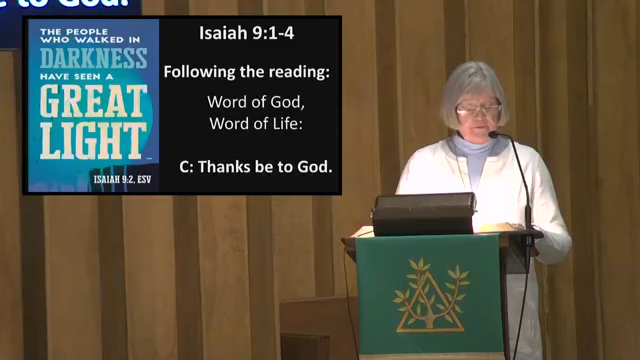 to God.
THE PEOPLE
WHO WALKED IN
DARKNESS
HAVE SEEN A
GREAT
LIGHT
ISAIAH 9:2, ESV
Isaiah 9:1-4
Following the reading:
Word of God,
Word of Life:
C: Thanks be to God.